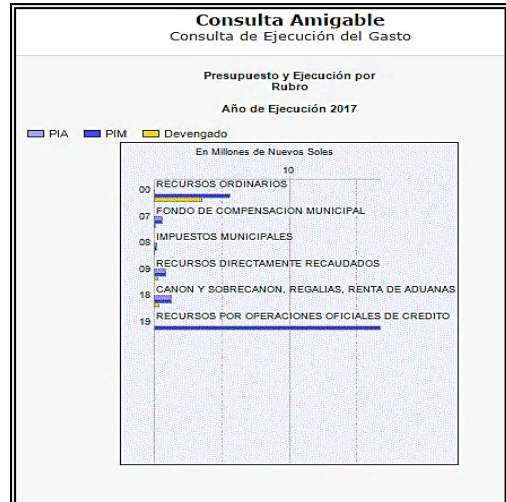 Consulta Amigable
Consulta de Ejecución del Gasto
Presupuesto y Ejecución por
Rubro
Año de Ejecución 2017
PIA PIM Devengado
En Millones de Nuevos Soles
10
00 RECURSOS ORDINARIOS
07 FONDO DE COMPENSACION MUNICIPAL
08 IMPUESTOS MUNICIPALES
09 RECURSOS DIRECTAMENTE RECAUDADOS
18 CANON Y SOBRECANON, REGALIAS, RENTA DE ADUANAS
19 RECURSOS POR OPERACIONES OFICIALES DE CREDITO